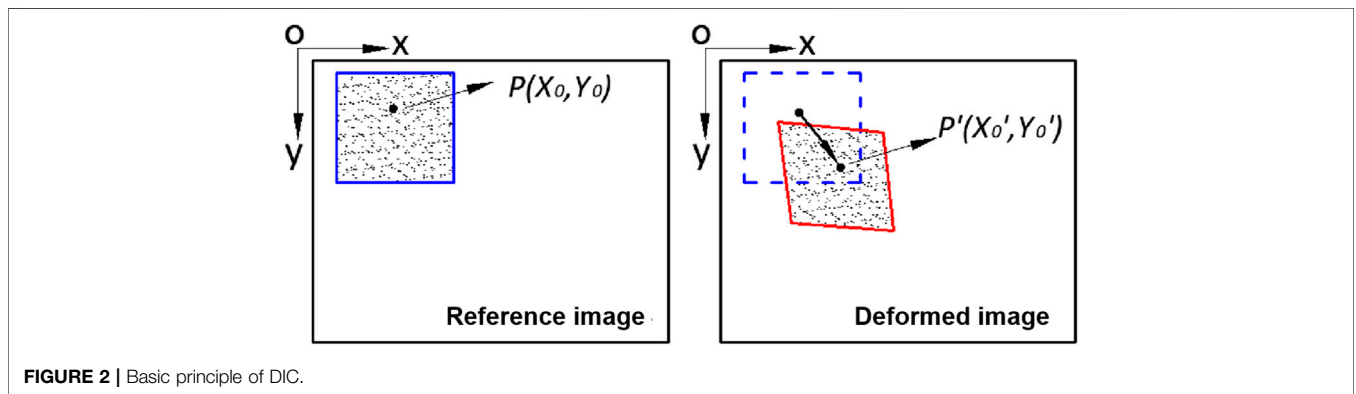 O
x
y
P(X₀,Y₀)
Reference image
O
x
y
P'(X₀',Y₀')
Deformed image
FIGURE 2 | Basic principle of DIC.